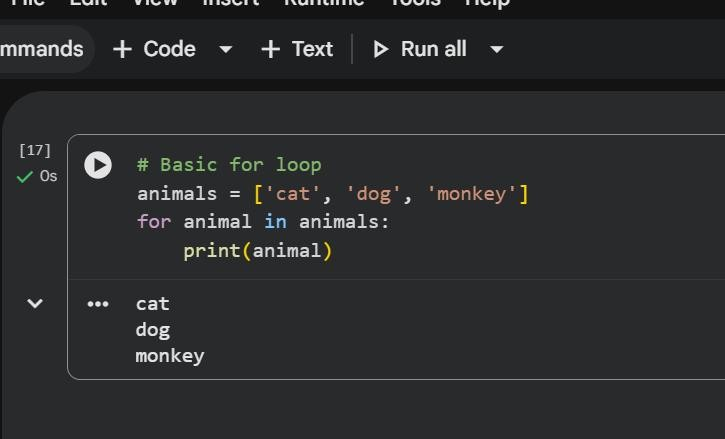 File Edit View Insert Runtime Tools Help
mmands + Code + Text Run all
[17]
0s
# Basic for loop
animals = ['cat', 'dog', 'monkey']
for animal in animals:
    print(animal)
cat
dog
monkey